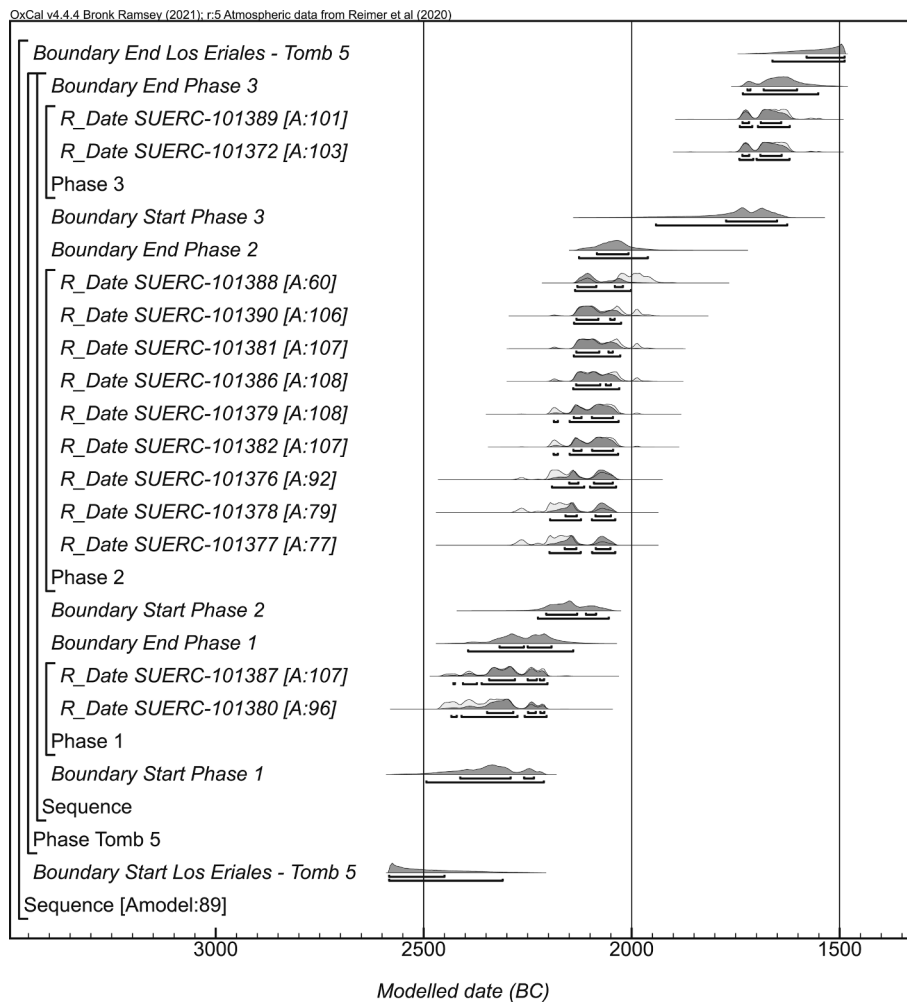 OxCal v4.4.4 Bronk Ramsey (2021); r:5 Atmospheric data from Reimer et al (2020)
Boundary End Los Eriales - Tomb 5
Boundary End Phase 3
R_Date SUERC-101389 [A:101]
R_Date SUERC-101372 [A:103]
Phase 3
Boundary Start Phase 3
Boundary End Phase 2
R_Date SUERC-101388 [A:60]
R_Date SUERC-101390 [A:106]
R_Date SUERC-101381 [A:107]
R_Date SUERC-101386 [A:108]
R_Date SUERC-101379 [A:108]
R_Date SUERC-101382 [A:107]
R_Date SUERC-101376 [A:92]
R_Date SUERC-101378 [A:79]
R_Date SUERC-101377 [A:77]
Phase 2
Boundary Start Phase 2
Boundary End Phase 1
R_Date SUERC-101387 [A:107]
R_Date SUERC-101380 [A:96]
Phase 1
Boundary Start Phase 1
Sequence
Phase Tomb 5
Boundary Start Los Eriales - Tomb 5
Sequence [Amodel:89]
3000 2500 2000 1500
Modelled date (BC)